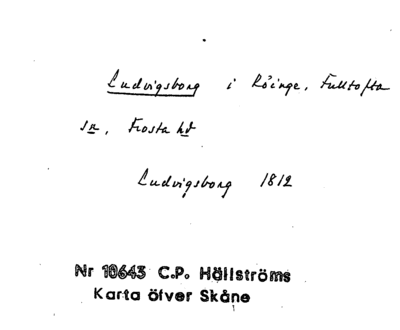 Ludvigsborg i Röinge, Fulltofta
sn, Frosta hd
Ludvigsborg 1812
Nr 10643 C.P. Hällströms
Karta öfver Skåne